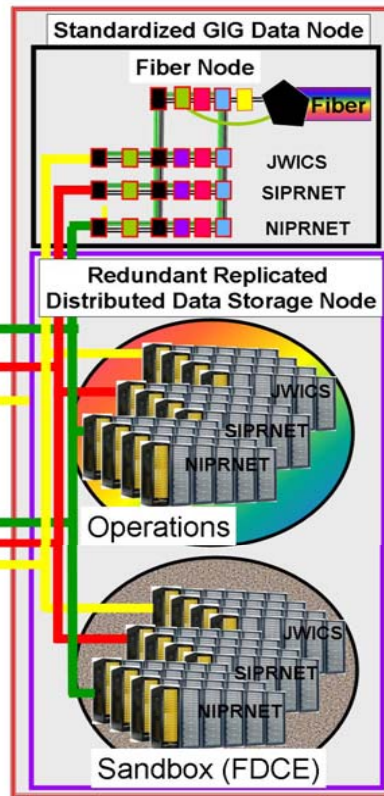 Standardized GIG Data Node
Fiber Node
Fiber
JWICS
SIPRNET
NIPRNET
Redundant Replicated
Distributed Data Storage Node
JWICS
SIPRNET
NIPRNET
Operations
JWICS
SIPRNET
NIPRNET
Sandbox (FDCE)